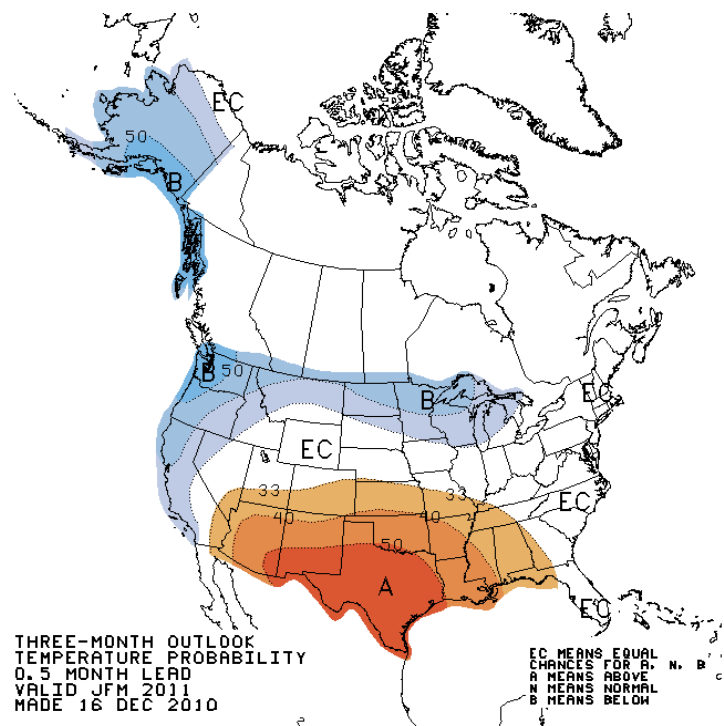 EC
50
B
B 50
B
EC
EC
33
33
EC
40
40
50
A
EC
THREE-MONTH OUTLOOK
TEMPERATURE PROBABILITY
0.5 MONTH LEAD
VALID JFM 2011
MADE 16 DEC 2010
EC MEANS EQUAL
CHANCES FOR A, N, B
A MEANS ABOVE
N MEANS NORMAL
B MEANS BELOW